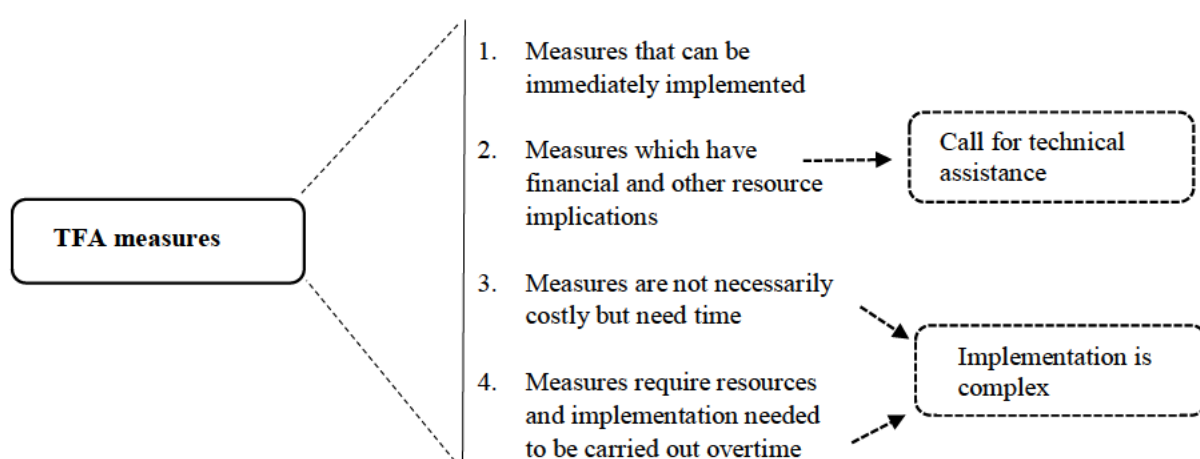 TFA measures
1. Measures that can be
immediately implemented
2. Measures which have
financial and other resource
implications
Call for technical
assistance
3. Measures are not necessarily
costly but need time
4. Measures require resources
and implementation needed
to be carried out overtime
Implementation is
complex